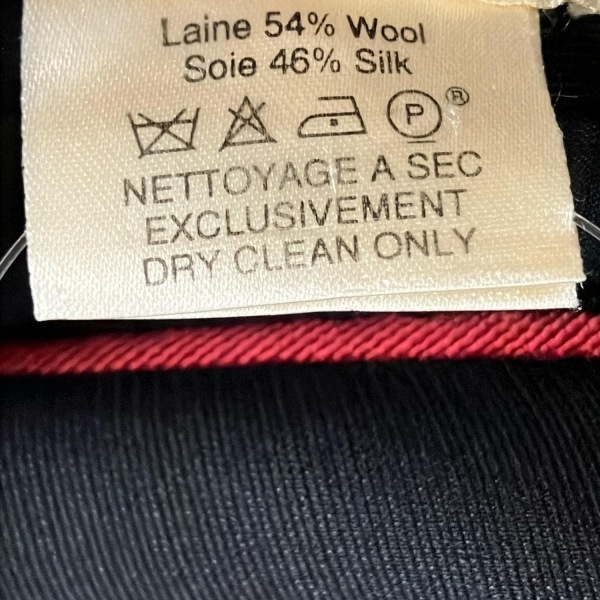 Laine 54% Wool
Soie 46% Silk
P ®
NETTOYAGE A SEC
EXCLUSIVEMENT
DRY CLEAN ONLY